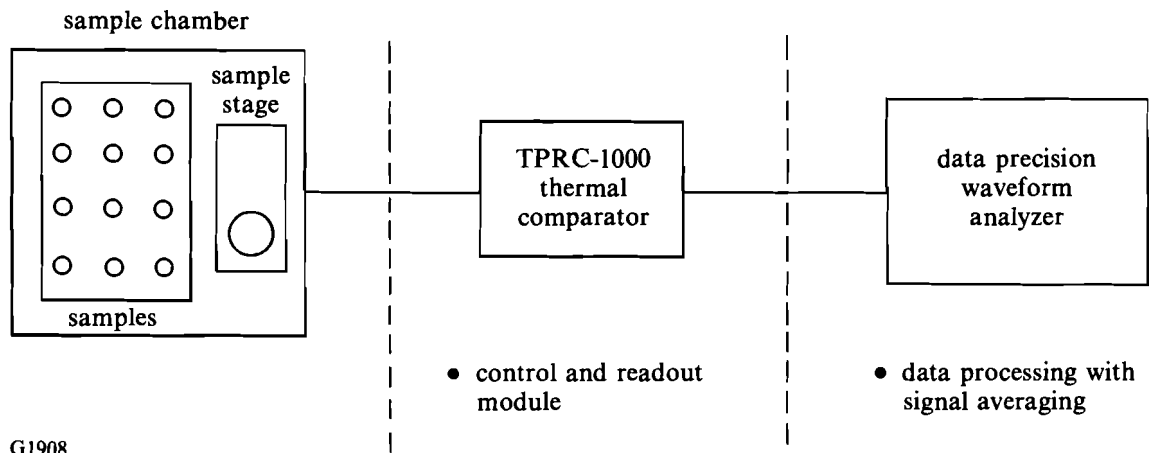 sample chamber
sample
stage
samples
TPRC-1000
thermal
comparator
data precision
waveform
analyzer
• control and readout
module
• data processing with
signal averaging
G1908